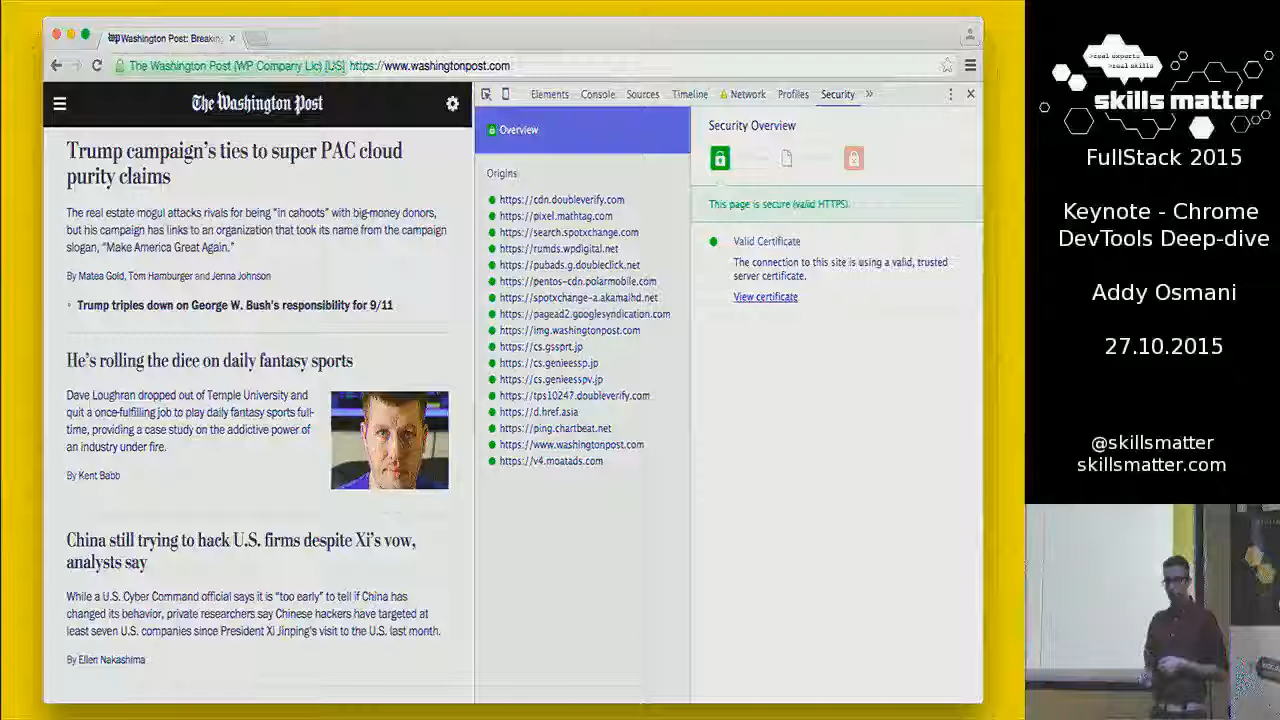 Washington Post: Breakin
The Washington Post (WP Company Llc) [US] https://www.washingtonpost.com
The Washington Post
Trump campaign's ties to super PAC cloud
purity claims
The real estate mogul attacks rivals for being "in cahoots" with big-money donors,
but his campaign has links to an organization that took its name from the campaign
slogan, "Make America Great Again."
By Matea Gold, Tom Hamburger and Jenna Johnson
Trump triples down on George W. Bush's responsibility for 9/11
He's rolling the dice on daily fantasy sports
Dave Loughran dropped out of Temple University and
quit a once-fulfilling job to play daily fantasy sports full-
time, providing a case study on the addictive power of
an industry under fire.
By Kent Babb
China still trying to hack U.S. firms despite Xi's vow,
analysts say
While a U.S. Cyber Command official says it is "too early" to tell if China has
changed its behavior, private researchers say Chinese hackers have targeted at
least seven U.S. companies since President Xi Jinping's visit to the U.S. last month.
By Ellen Nakashima
Elements Console Sources Timeline Network Profiles Security »
Overview
Origins
https://cdn.doubleverify.com
https://pixel.mathtag.com
https://search.spotxchange.com
https://rumds.wpdigital.net
https://pubads.g.doubleclick.net
https://pentos-cdn.polarmobile.com
https://spotxchange-a.akamaihd.net
https://pagead2.googlesyndication.com
https://img.washingtonpost.com
https://cs.gssprt.jp
https://cs.genieessp.jp
https://cs.genieesspv.jp
https://tps10247.doubleverify.com
https://d.href.asia
https://ping.chartbeat.net
https://www.washingtonpost.com
https://v4.moatads.com
Security Overview
This page is secure (valid HTTPS).
Valid Certificate
The connection to this site is using a valid, trusted
server certificate.
View certificate
>real experts
>real skills
skills matter
FullStack 2015
Keynote - Chrome
DevTools Deep-dive
Addy Osmani
27.10.2015
@skillsmatter
skillsmatter.com